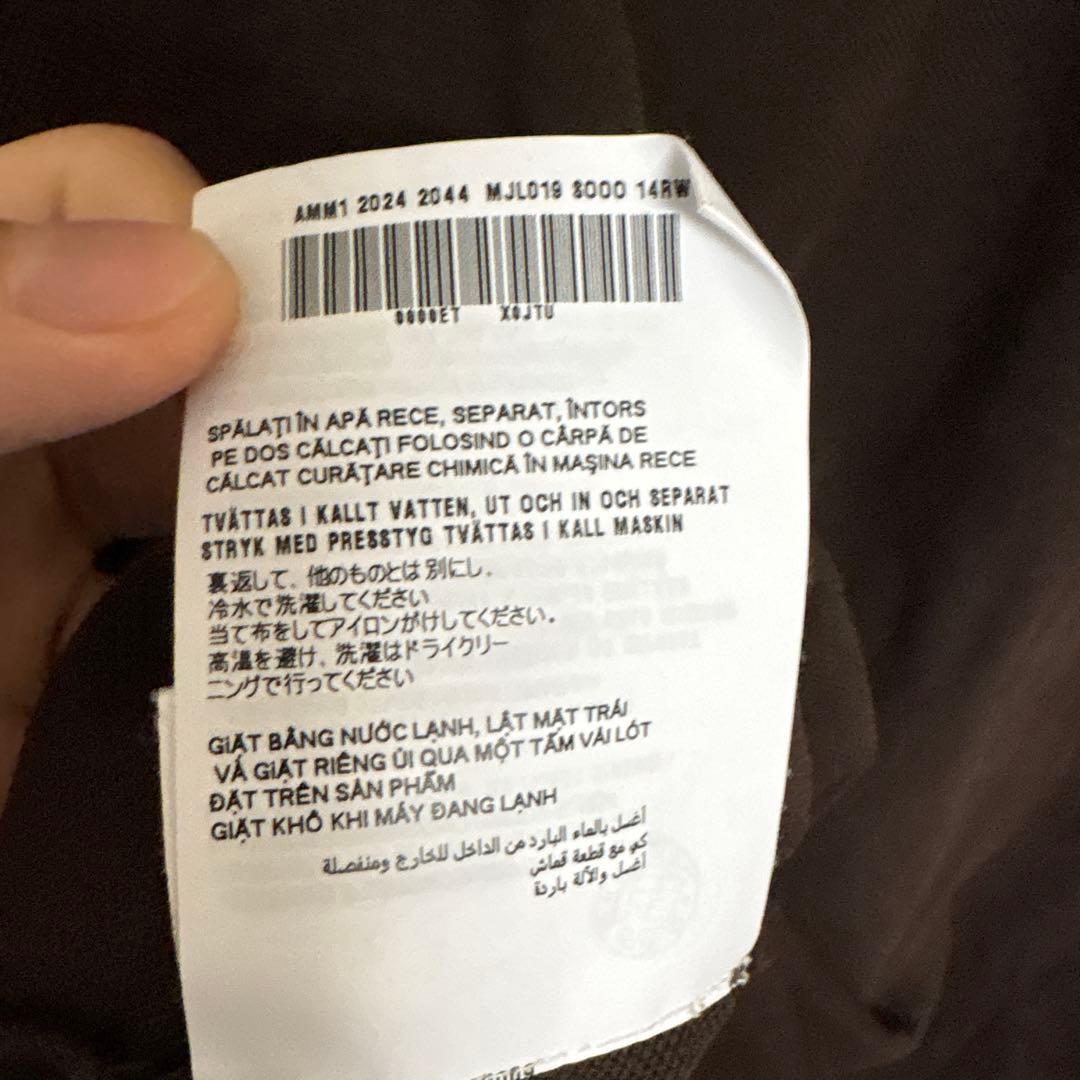 AMM1 2024 2044 MJL019 8000 14RW
0600ET X0JTU
SPĂLAȚI ÎN APĂ RECE, SEPARAT, ÎNTORS
PE DOS CĂLCAȚI FOLOSIND O CÂRPĂ DE
CĂLCAT CURĂȚARE CHIMICĂ ÎN MAȘINA RECE
TVÄTTAS I KALLT VATTEN, UT OCH IN OCH SEPARAT
STRYK MED PRESSTYG TVÄTTAS I KALL MASKIN
裏返して、他のものとは別にし、
冷水で洗濯してください
当て布をしてアイロンがけしてください。
高温を避け、洗濯はドライクリー
ニングで行ってください
GIẶT BẰNG NƯỚC LẠNH, LẬT MẶT TRÁI
VÀ GIẶT RIÊNG ỦI QUA MỘT TẤM VẢI LÓT
ĐẶT TRÊN SẢN PHẨM
GIẶT KHÔ KHI MÁY ĐANG LẠNH
أغسل بالماء البارد من الداخل للخارج ومنفصلة
كي مع قطعة قماش
أغسل والآلة باردة